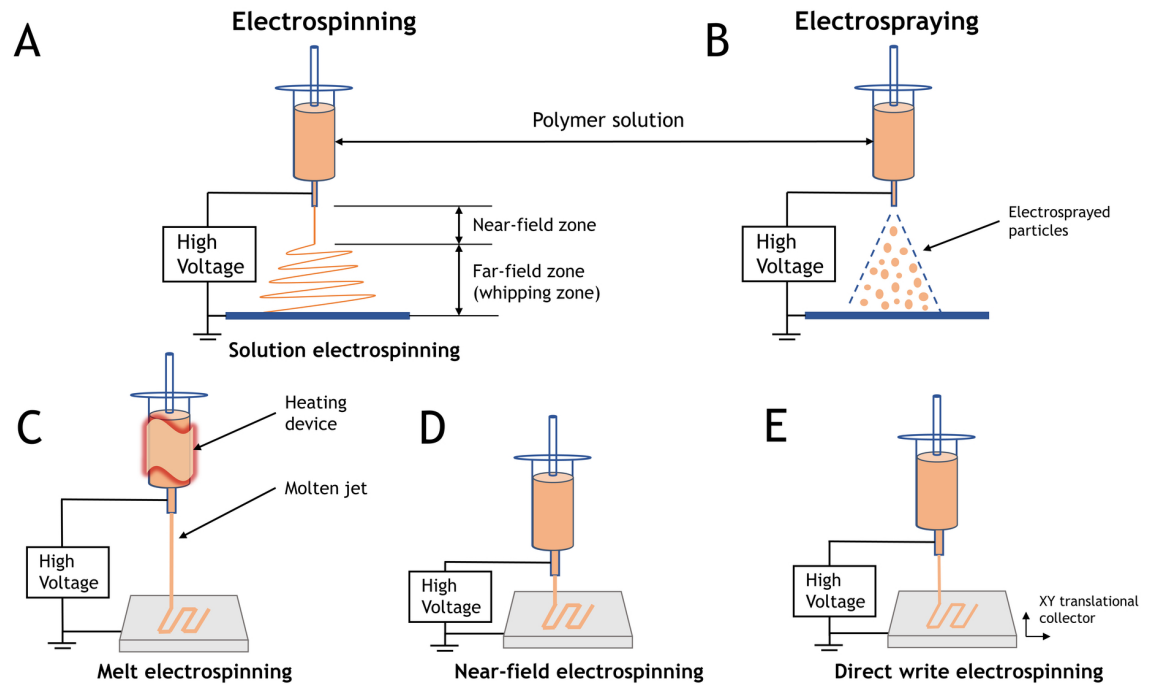 A
Electrospinning
B
Electrospraying
Polymer solution
High
Voltage
Near-field zone
Far-field zone
(whipping zone)
Solution electrospinning
High
Voltage
Electrosprayed
particles
C
Heating
device
Molten jet
High
Voltage
Melt electrospinning
D
High
Voltage
Near-field electrospinning
E
High
Voltage
XY translational
collector
Direct write electrospinning